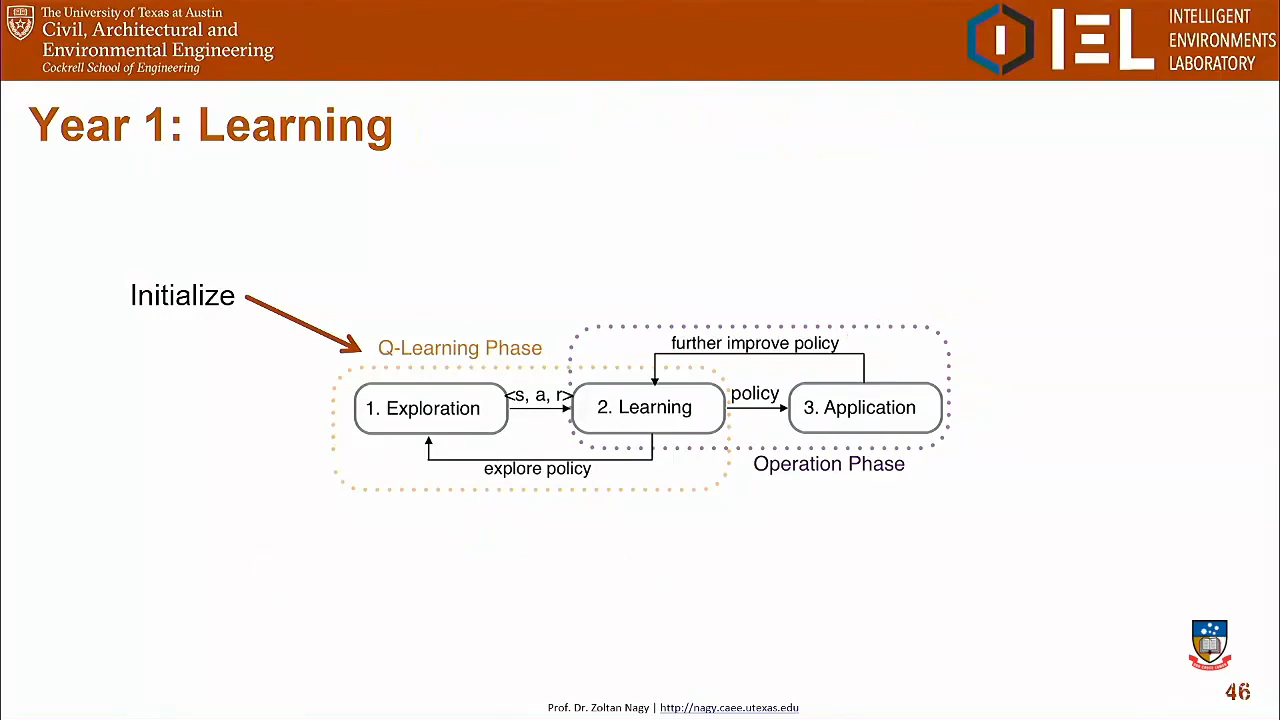 The University of Texas at Austin
Civil, Architectural and
Environmental Engineering
Cockrell School of Engineering
I IEL
INTELLIGENT
ENVIRONMENTS
LABORATORY
Year 1: Learning
Initialize
Q-Learning Phase
further improve policy
1. Exploration
<s, a, r>
2. Learning
policy
3. Application
explore policy
Operation Phase
46
Prof. Dr. Zoltan Nagy | http://nagy.caee.utexas.edu